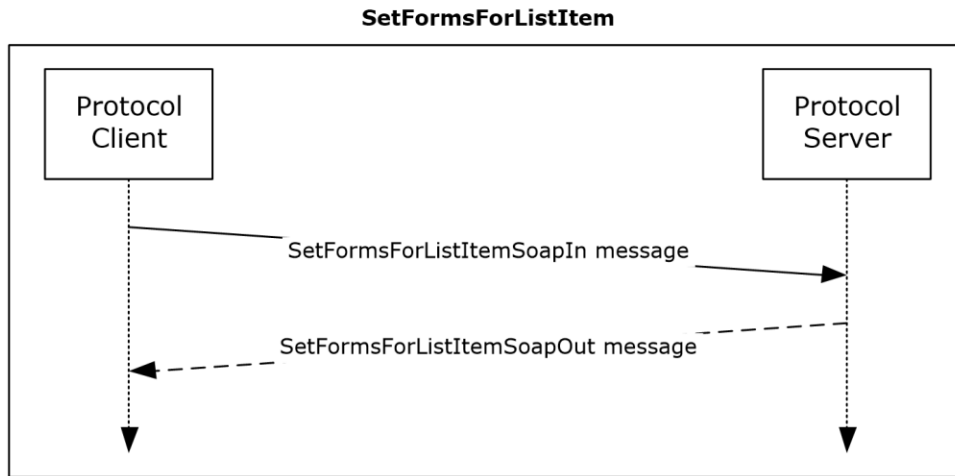 SetFormsForListItem
Protocol
Client
Protocol
Server
SetFormsForListItemSoapIn message
SetFormsForListItemSoapOut message